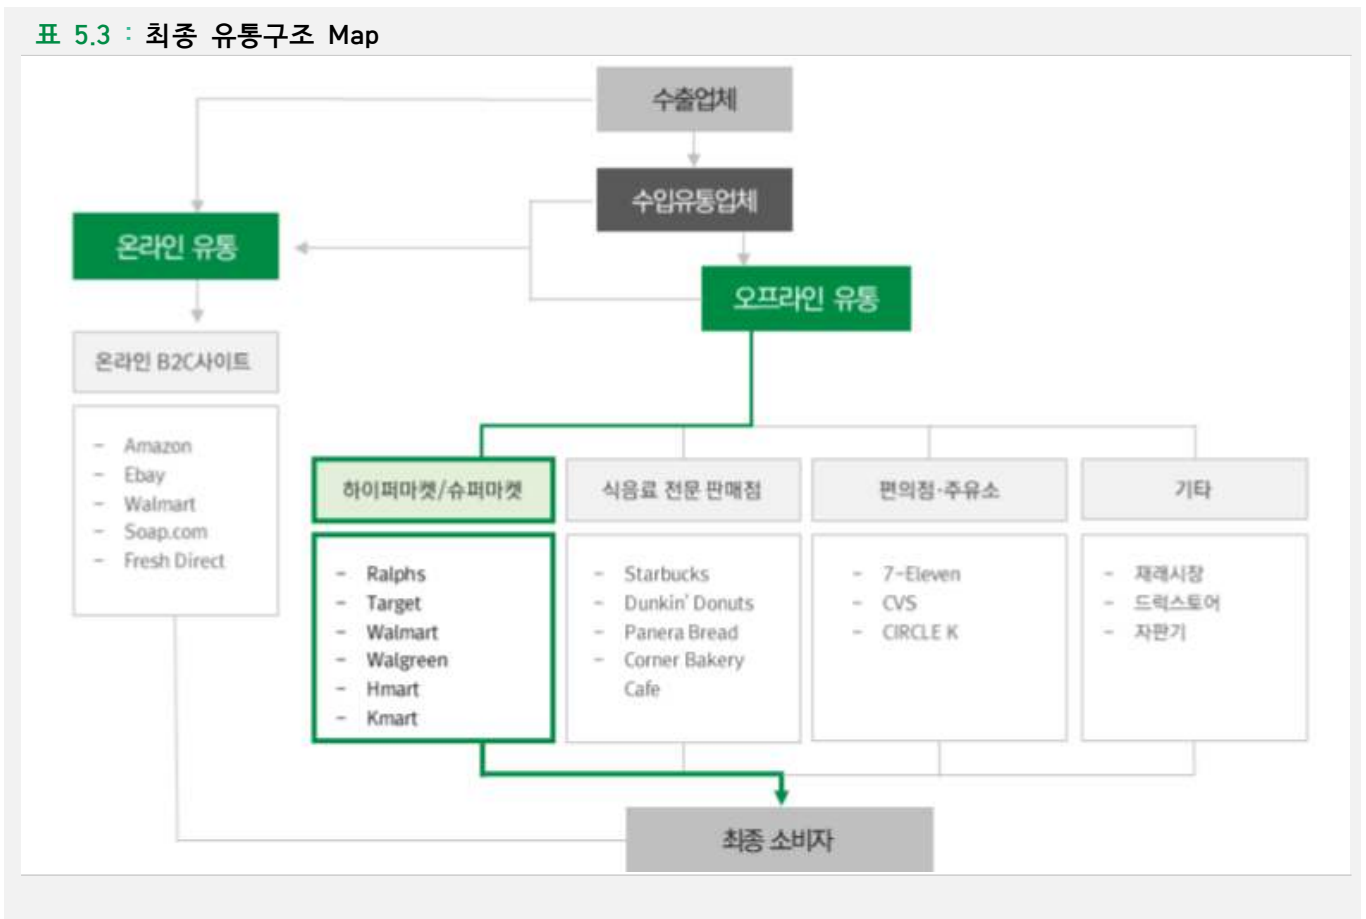 표 5.3 : 최종 유통구조 Map
수출업체
수입유통업체
온라인 유통
오프라인 유통
온라인 B2C사이트
- Amazon
- Ebay
- Walmart
- Soap.com
- Fresh Direct
하이퍼마켓/슈퍼마켓
- Ralphs
- Target
- Walmart
- Walgreen
- Hmart
- Kmart
식음료 전문 판매점
- Starbucks
- Dunkin' Donuts
- Panera Bread
- Corner Bakery
Cafe
편의점·주유소
- 7-Eleven
- CVS
- CIRCLE K
기타
- 재래시장
- 드럭스토어
- 자판기
최종 소비자